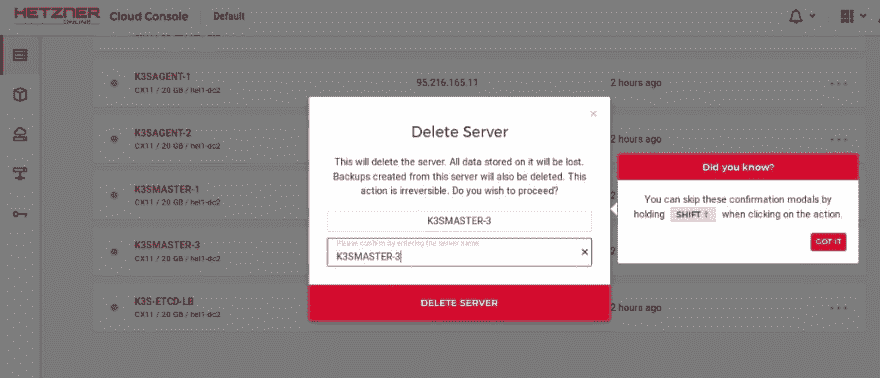 HETZNER
ONLINE
Cloud Console
Default
K3SAGENT-1
CX11 / 20 GB / hel1-dc2
95.216.165.11
2 hours ago
K3SAGENT-2
CX11 / 20 GB / hel1-dc2
2 hours ago
K3SMASTER-1
CX11 / 20 GB / hel1-dc2
K3SMASTER-3
CX11 / 20 GB / hel1-dc2
K3S-ETCD-LB
CX11 / 20 GB / hel1-dc2
2 hours ago
Delete Server
This will delete the server. All data stored on it will be lost.
Backups created from this server will also be deleted. This
action is irreversible. Do you wish to proceed?
K3SMASTER-3
Please confirm by entering the server name
K3SMASTER-3
DELETE SERVER
Did you know?
You can skip these confirmation modals by
holding SHIFT ⇧ when clicking on the action.
GOT IT